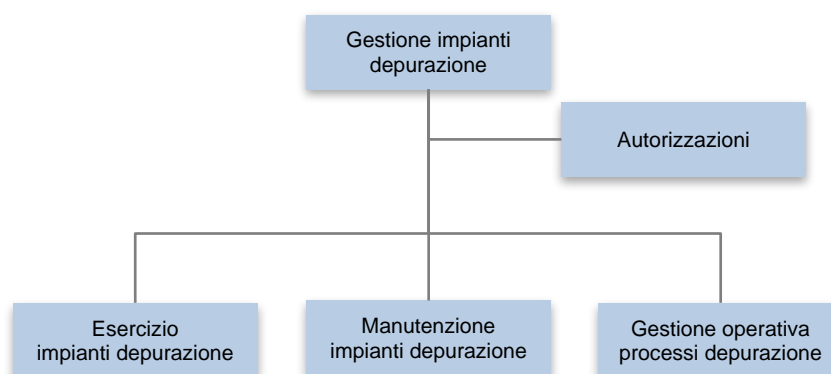 Gestione impianti
depurazione
Autorizzazioni
Esercizio
impianti depurazione
Manutenzione
impianti depurazione
Gestione operativa
processi depurazione